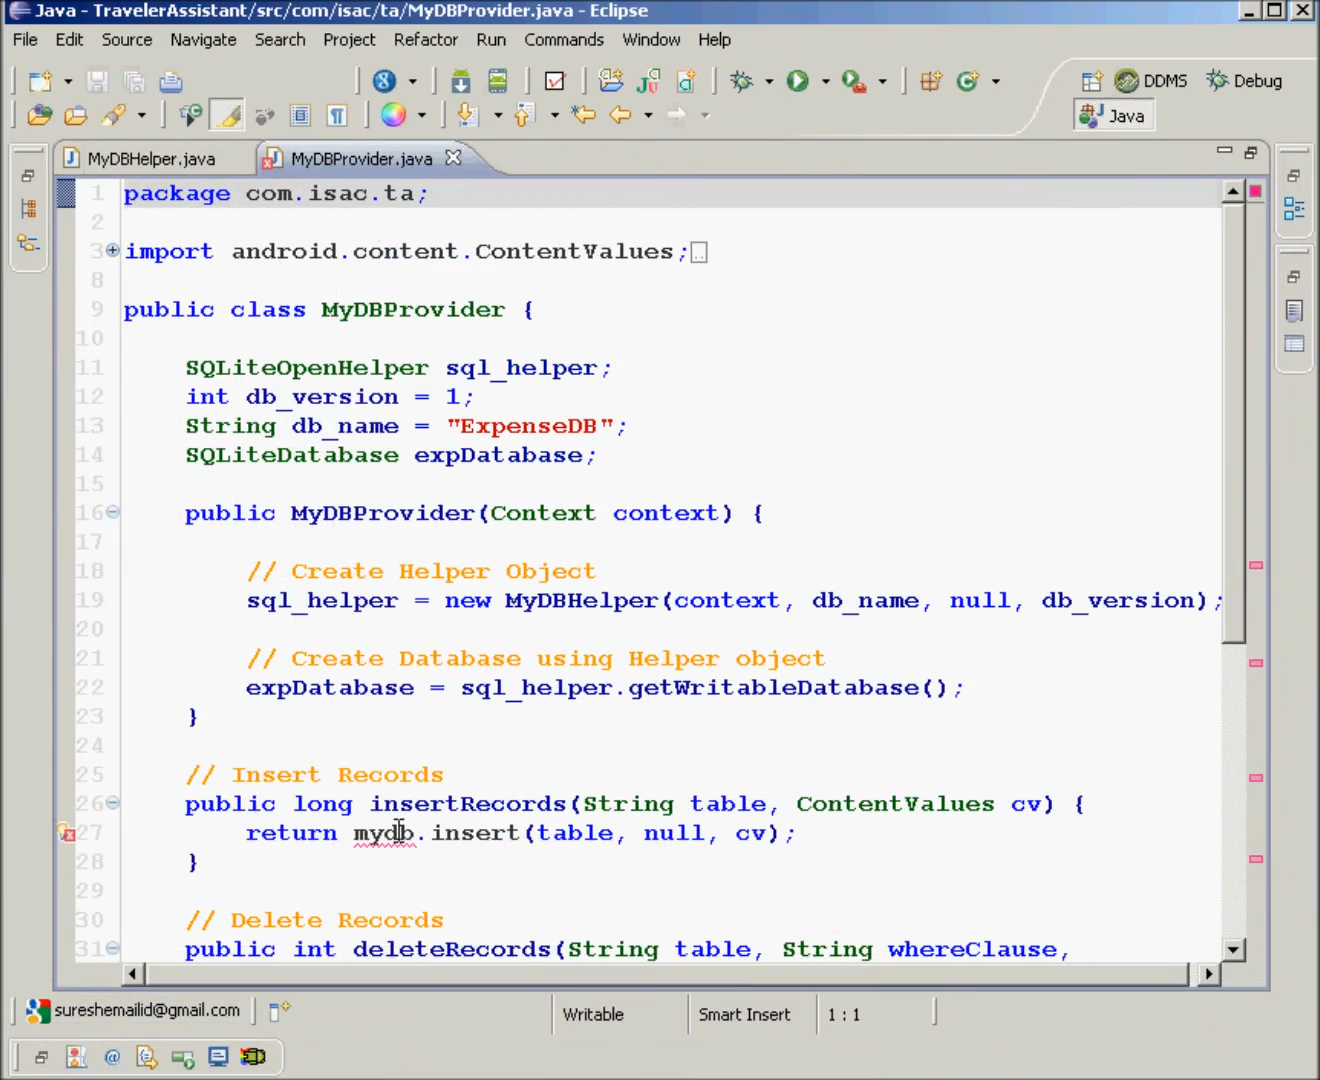 Java - TravelerAssistant/src/com/isac/ta/MyDBProvider.java - Eclipse
File Edit Source Navigate Search Project Refactor Run Commands Window Help
DDMS Debug
Java
MyDBHelper.java MyDBProvider.java
1 package com.isac.ta;
2
3 import android.content.ContentValues;
8
9 public class MyDBProvider {
10
11 SQLiteOpenHelper sql_helper;
12 int db_version = 1;
13 String db_name = "ExpenseDB";
14 SQLiteDatabase expDatabase;
15
16 public MyDBProvider(Context context) {
17
18 // Create Helper Object
19 sql_helper = new MyDBHelper(context, db_name, null, db_version);
20
21 // Create Database using Helper object
22 expDatabase = sql_helper.getWritableDatabase();
23 }
24
25 // Insert Records
26 public long insertRecords(String table, ContentValues cv) {
27 return mydb.insert(table, null, cv);
28 }
29
30 // Delete Records
31 public int deleteRecords(String table, String whereClause,
sureshemailid@gmail.com Writable Smart Insert 1 : 1